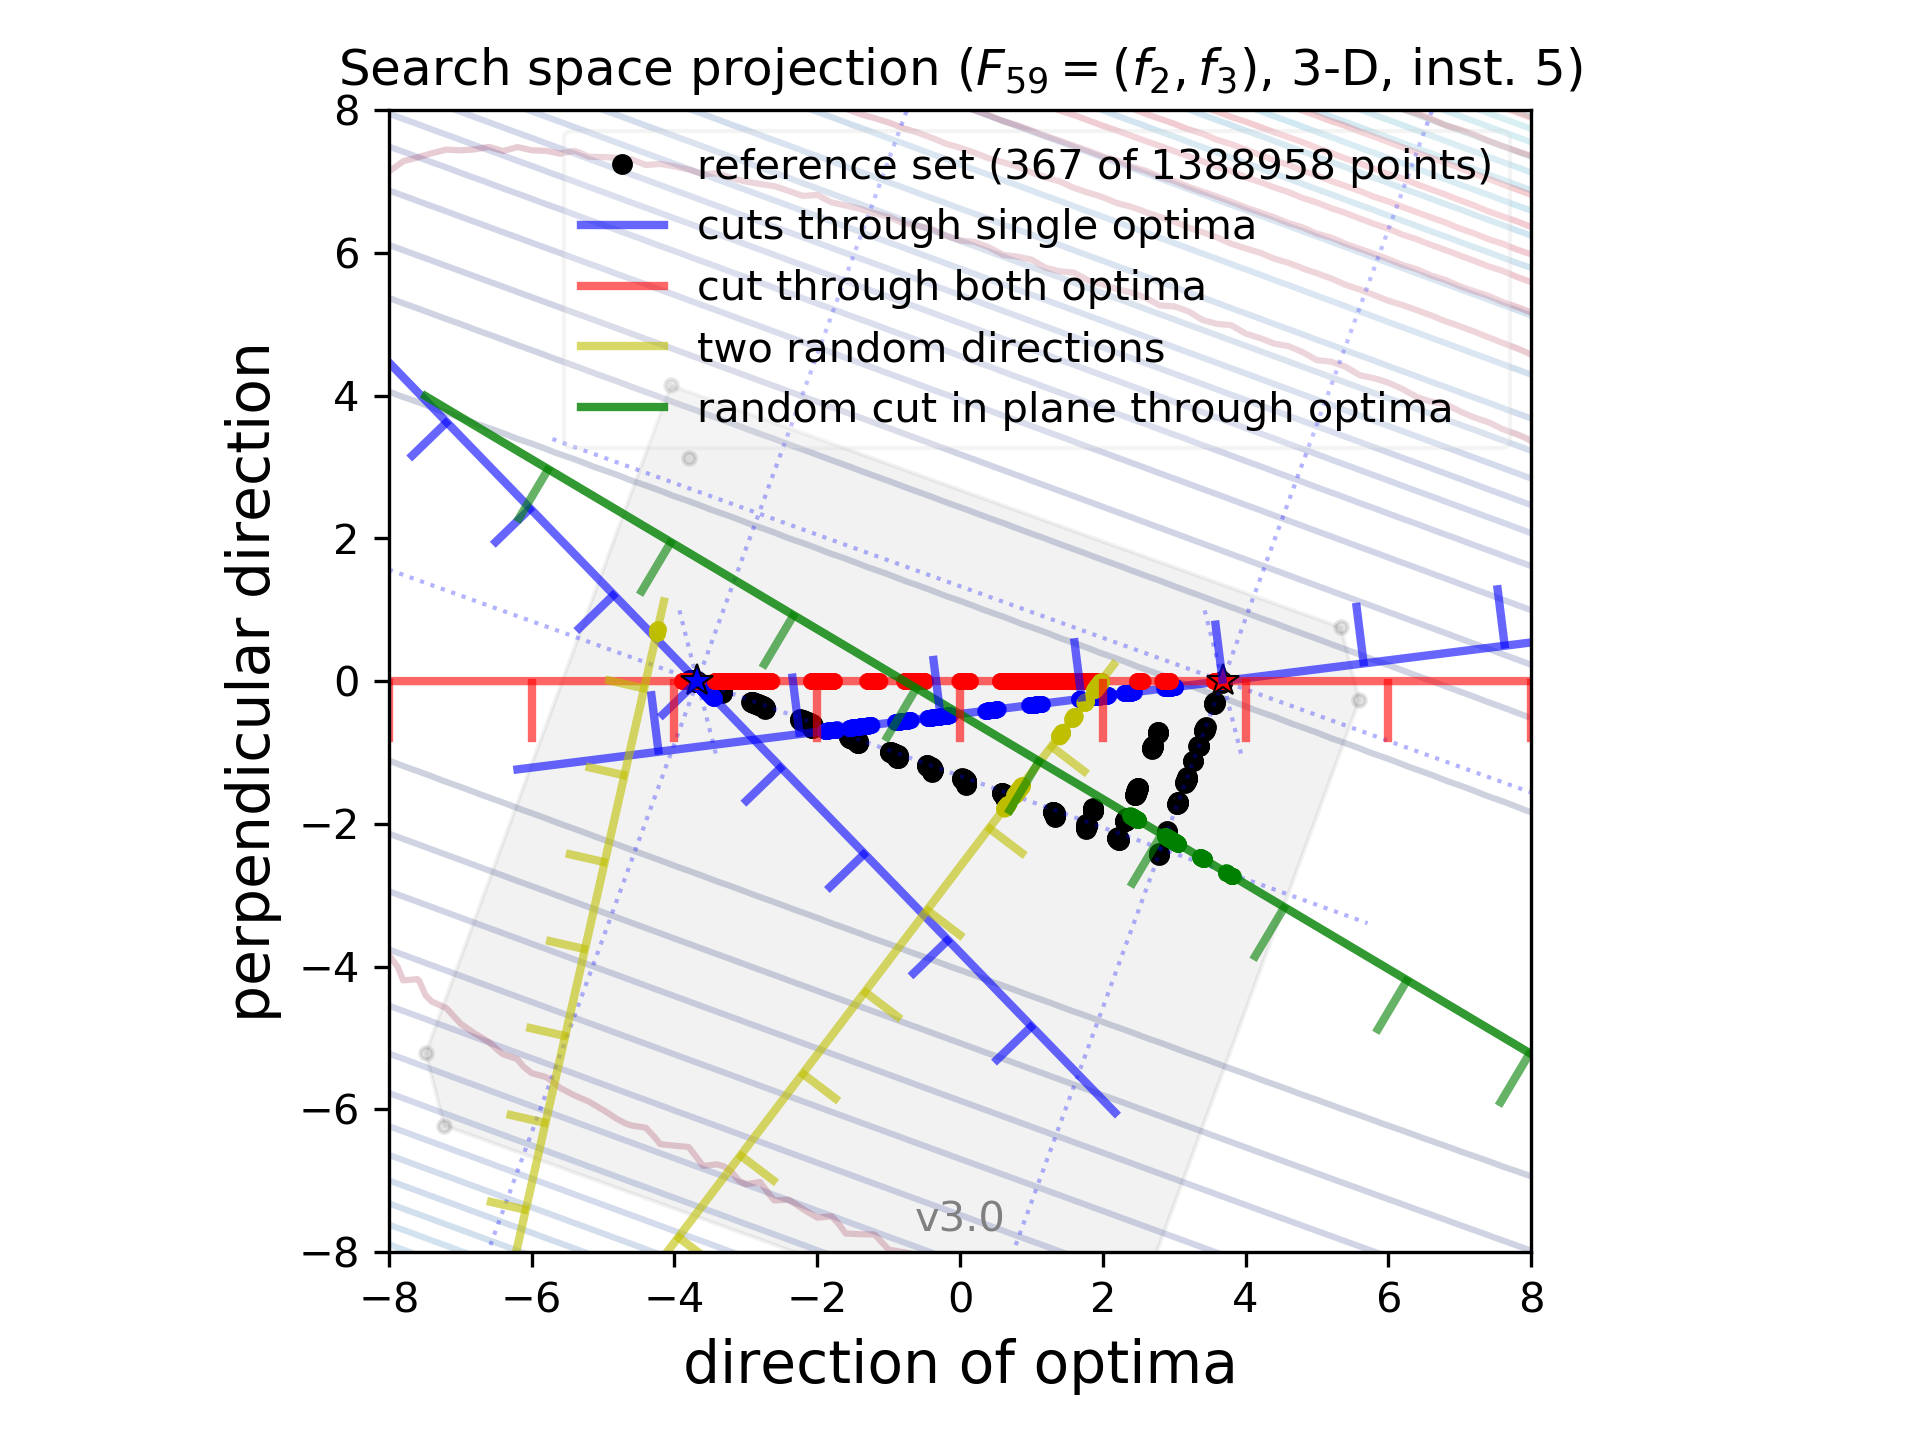 Search space projection (F₅₉ = (f₂, f₃), 3-D, inst. 5)
reference set (367 of 1388958 points)
cuts through single optima
cut through both optima
two random directions
random cut in plane through optima
perpendicular direction
8
6
4
2
0
−2
−4
−6
−8
v3.0
−8 −6 −4 −2 0 2 4 6 8
direction of optima